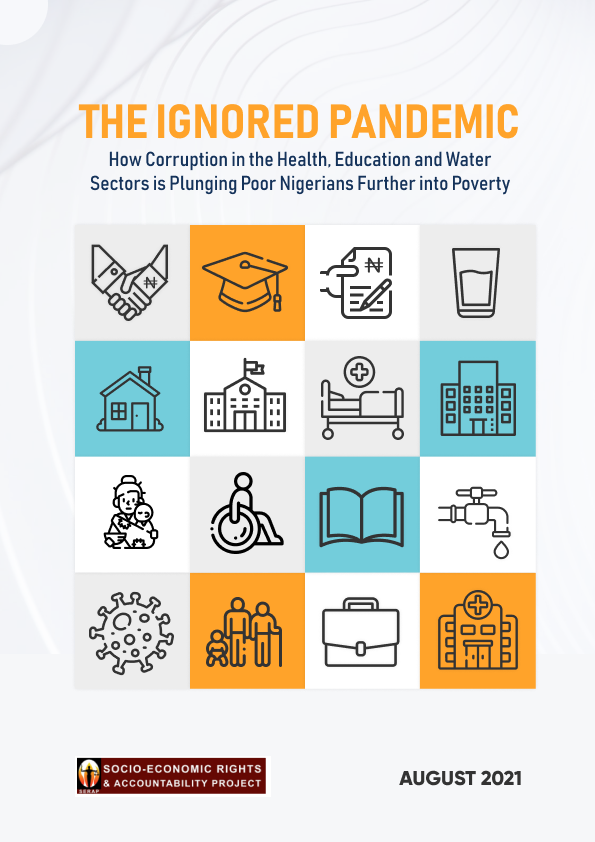 THE IGNORED PANDEMIC
How Corruption in the Health, Education and Water
Sectors is Plunging Poor Nigerians Further into Poverty
₦
₦
SERAP
SOCIO-ECONOMIC RIGHTS
& ACCOUNTABILITY PROJECT
AUGUST 2021